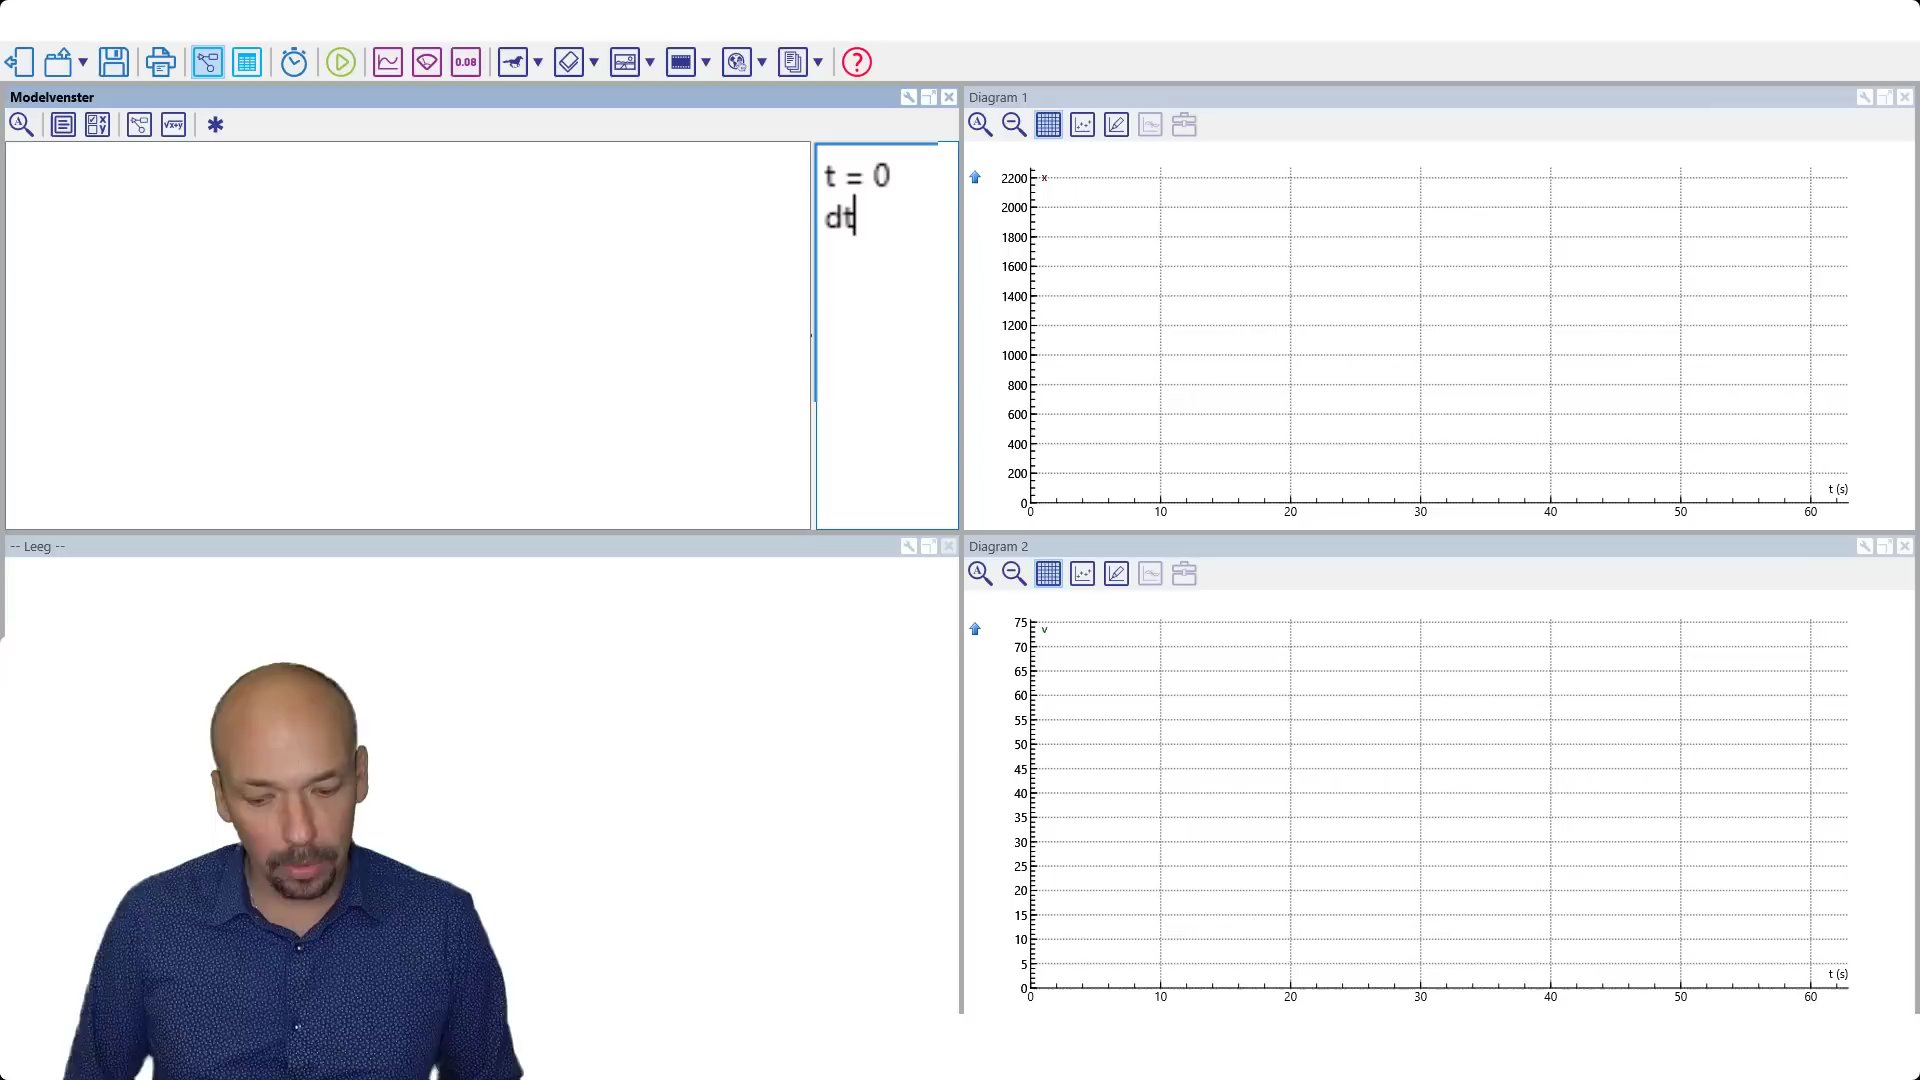 0.08
?
Modelvenster
t = 0
dt
Diagram 1
2200
x
2000
1800
1600
1400
1200
1000
800
600
400
200
0
t (s)
0 10 20 30 40 50 60
-- Leeg --
Diagram 2
75
v
70
65
60
55
50
45
40
35
30
25
20
15
10
5
0
t (s)
0 10 20 30 40 50 60